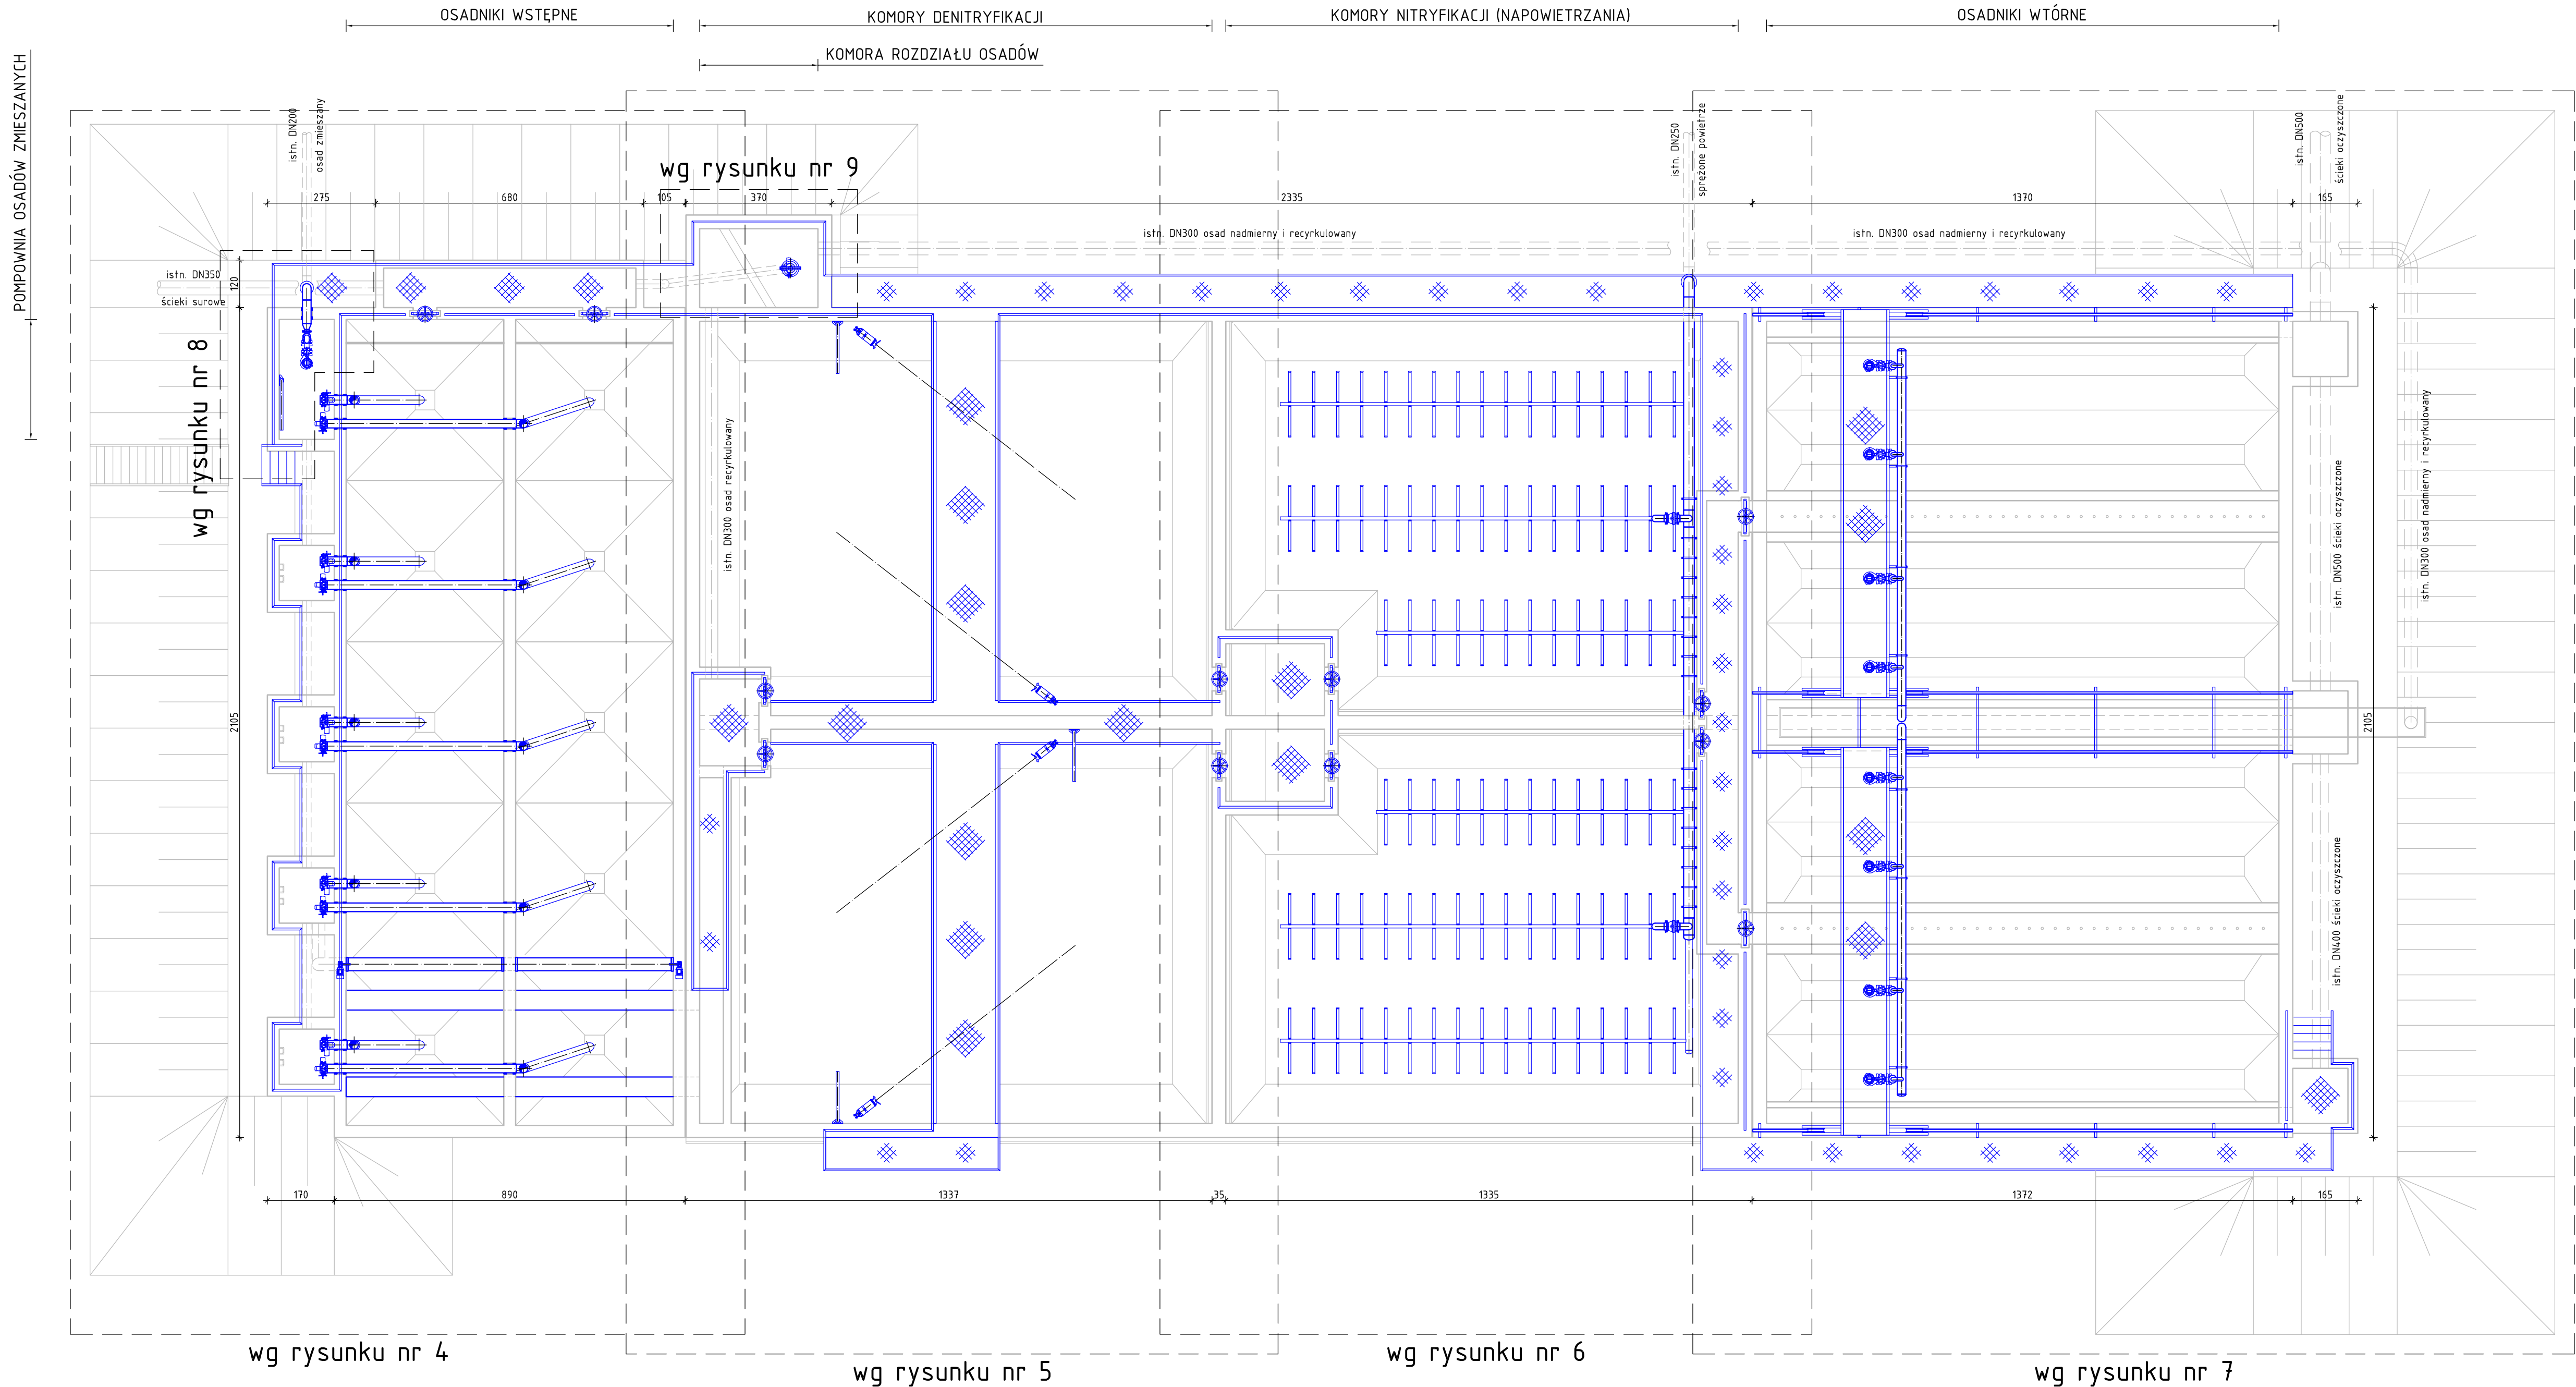 OSADNIKI WSTĘPNE
KOMORY DENITRYFIKACJI
KOMORY NITRYFIKACJI (NAPOWIETRZANIA)
OSADNIKI WTÓRNE
KOMORA ROZDZIAŁU OSADÓW
POMPOWNIA OSADÓW ZMIESZANYCH
istn. DN200
osad zmieszany
istn. DN250
sprężone powietrze
istn. DN500
ścieki oczyszczone
wg rysunku nr 9
275
680
105
370
2335
1370
165
istn. DN300 osad nadmierny i recyrkulowany
istn. DN300 osad nadmierny i recyrkulowany
istn. DN350
ścieki surowe
120
wg rysunku nr 8
istn. DN300 osad recyrkulowany
istn. DN500 ścieki oczyszczone
istn. DN300 osad nadmierny i recyrkulowany
2105
2105
istn. DN400 ścieki oczyszczone
170
890
1337
35
1335
1372
165
wg rysunku nr 4
wg rysunku nr 5
wg rysunku nr 6
wg rysunku nr 7